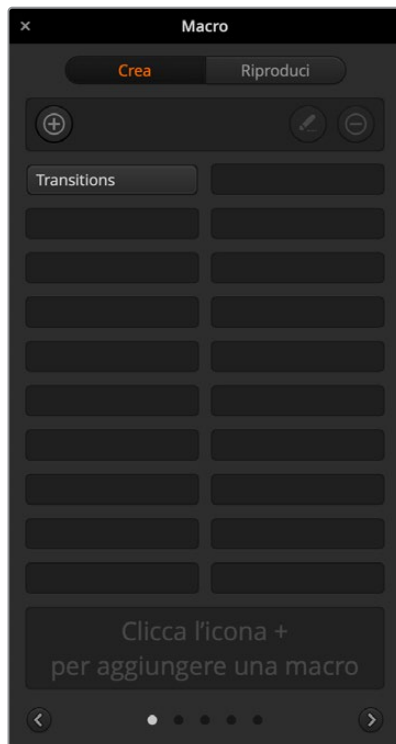 Macro
Crea
Riproduci
Transitions
Clicca l'icona +
per aggiungere una macro